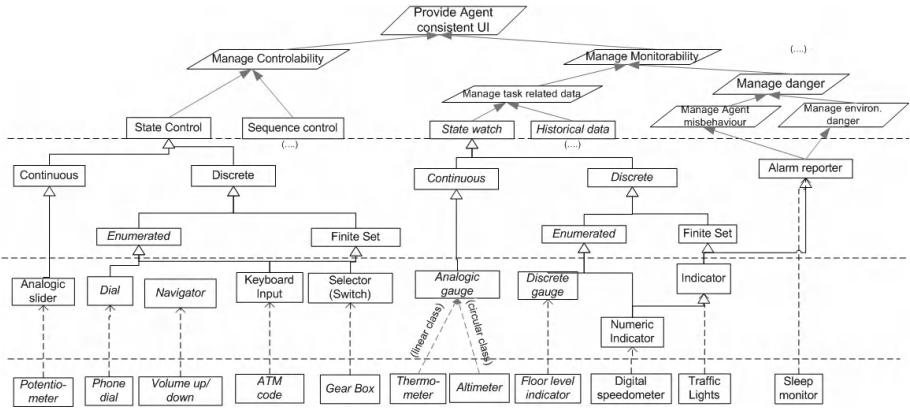 Provide Agent
consistent UI
(....)
Manage Controlability
Manage Monitorability
Manage danger
Manage task related data
Manage Agent
misbehaviour
Manage environ.
danger
State Control
Sequence control
State watch
Historical data
(....)
(....)
Alarm reporter
Continuous
Discrete
Continuous
Discrete
Enumerated
Finite Set
Enumerated
Finite Set
Analogic
slider
Dial
Navigator
Keyboard
Input
Selector
(Switch)
Analogic
gauge
Discrete
gauge
Indicator
(linear class)
(circular class)
Numeric
Indicator
Potentio-
meter
Phone
dial
Volume up/
down
ATM
code
Gear Box
Thermo-
meter
Altimeter
Floor level
indicator
Digital
speedometer
Traffic
Lights
Sleep
monitor